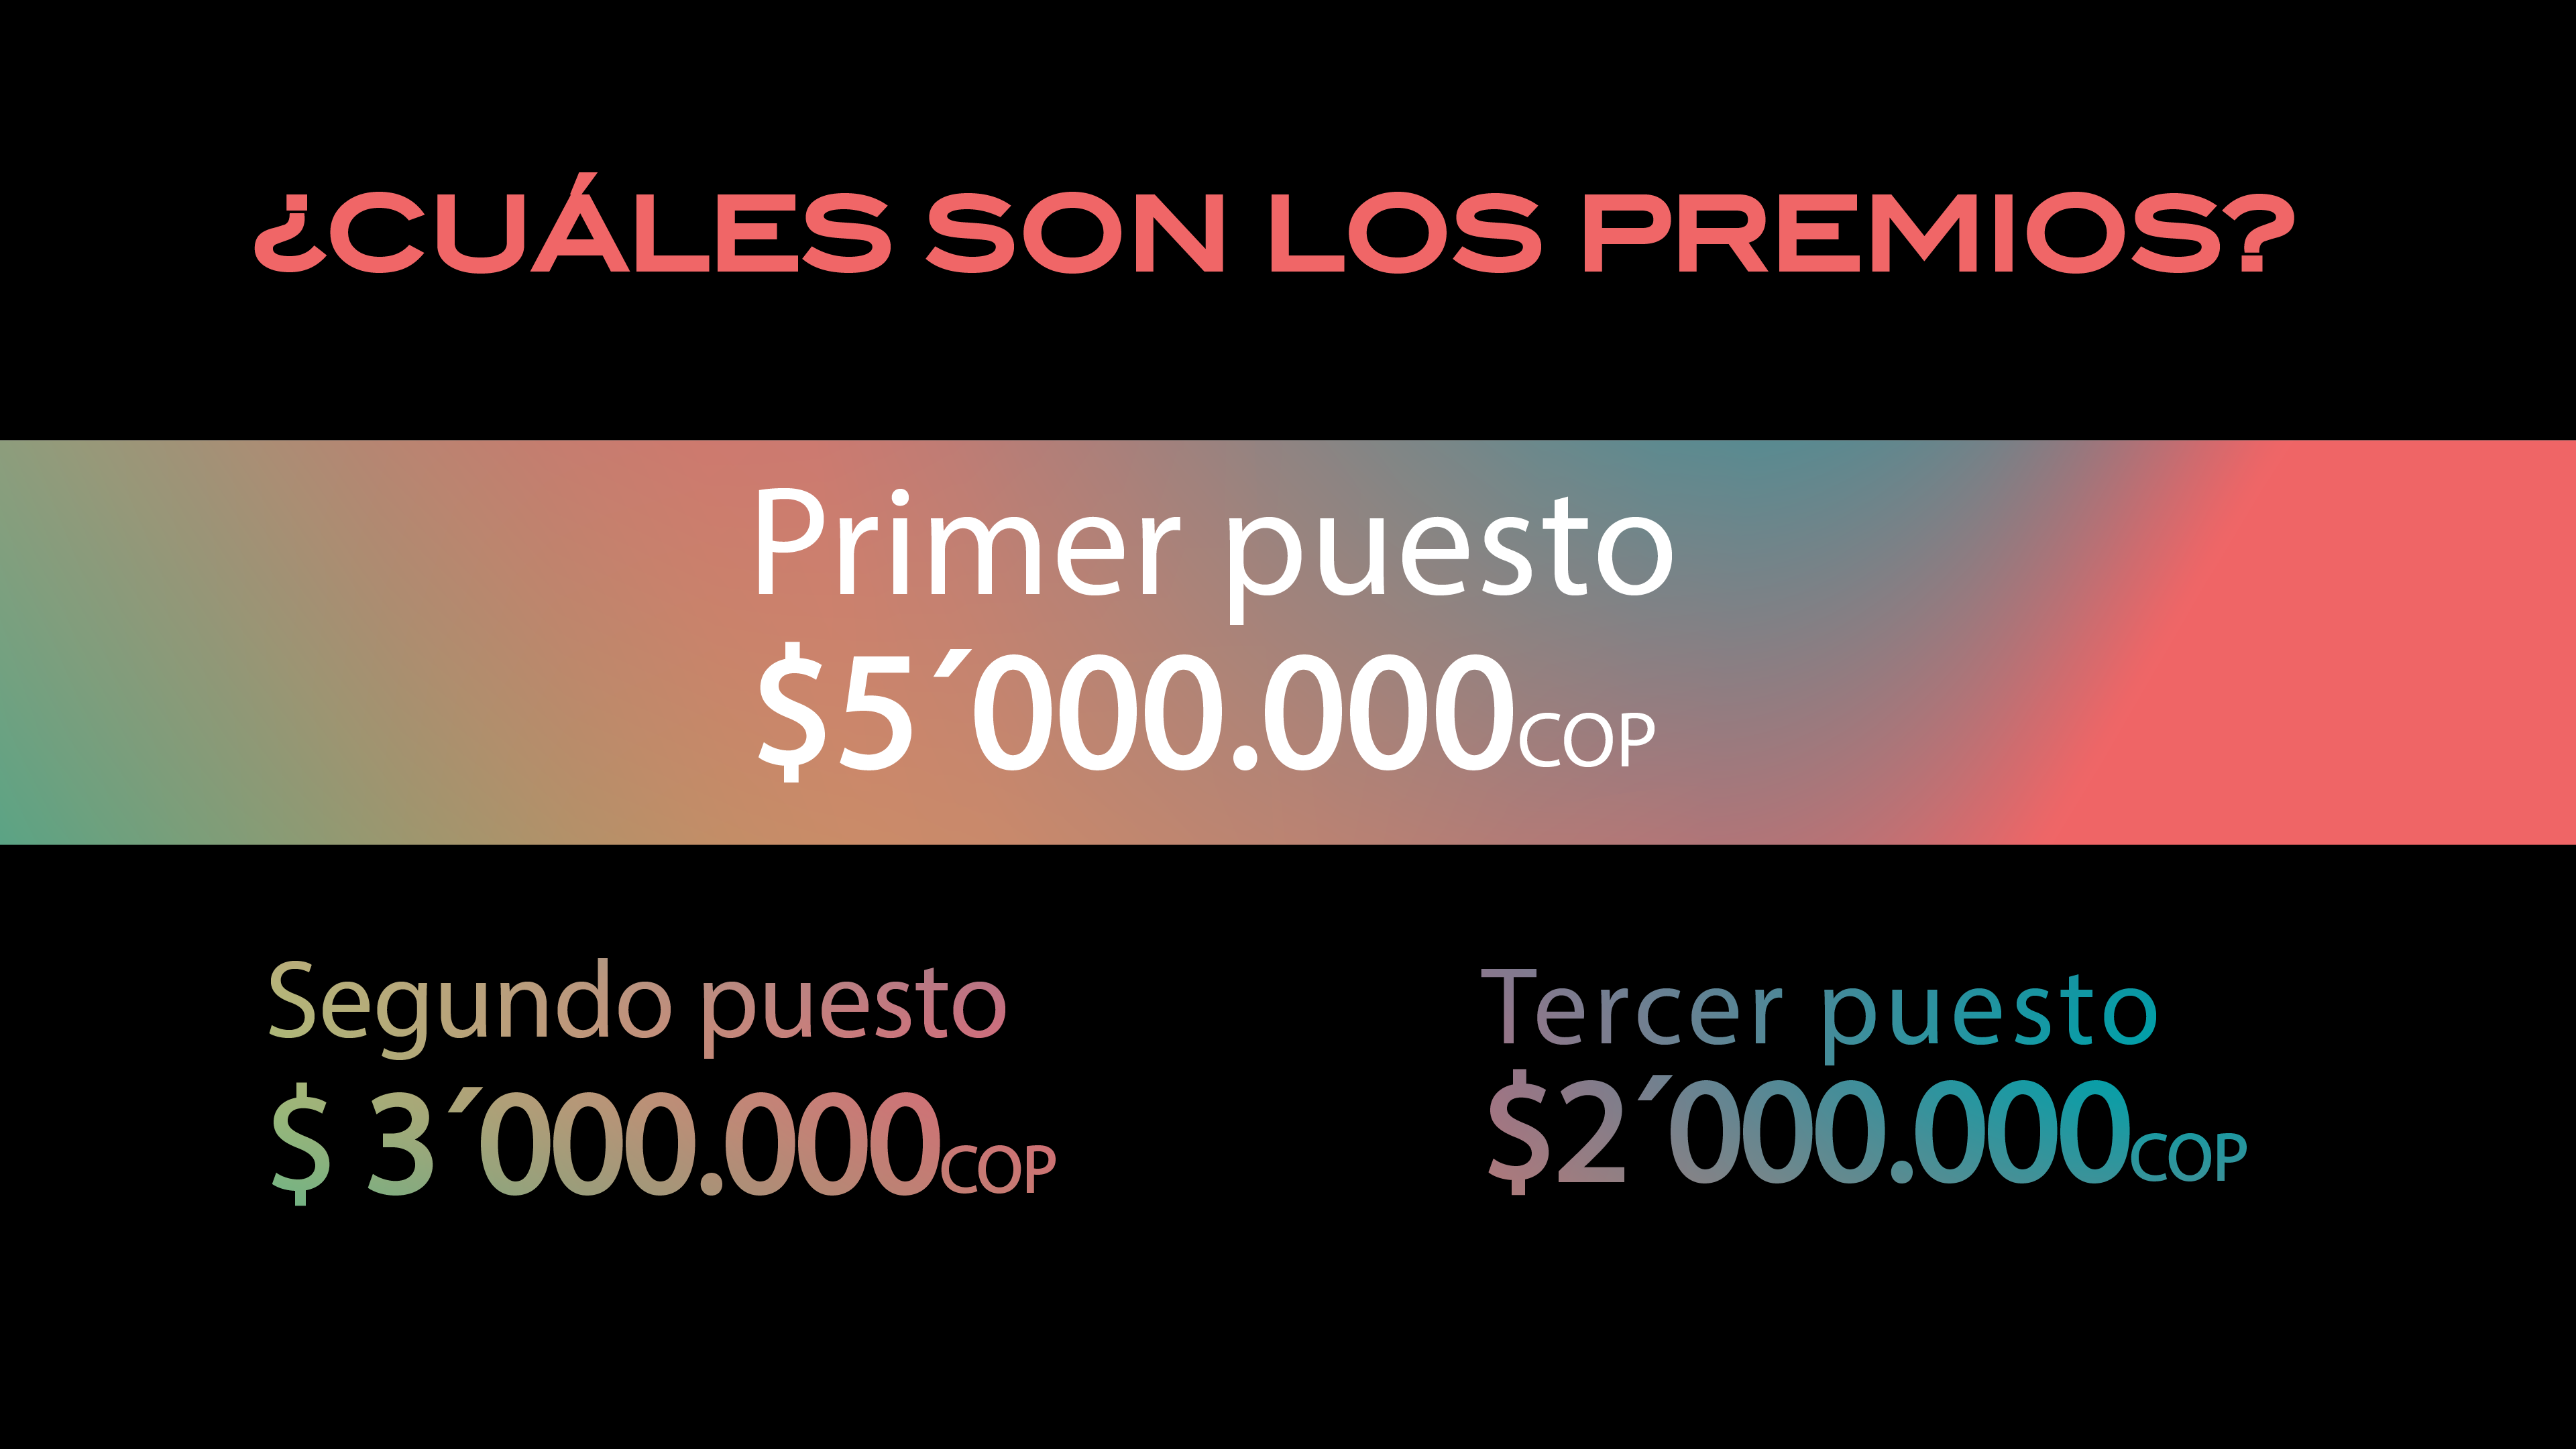 ¿CUÁLES SON LOS PREMIOS?
Primer puesto
$5´000.000COP
Segundo puesto
$ 3´000.000COP
Tercer puesto
$2´000.000COP